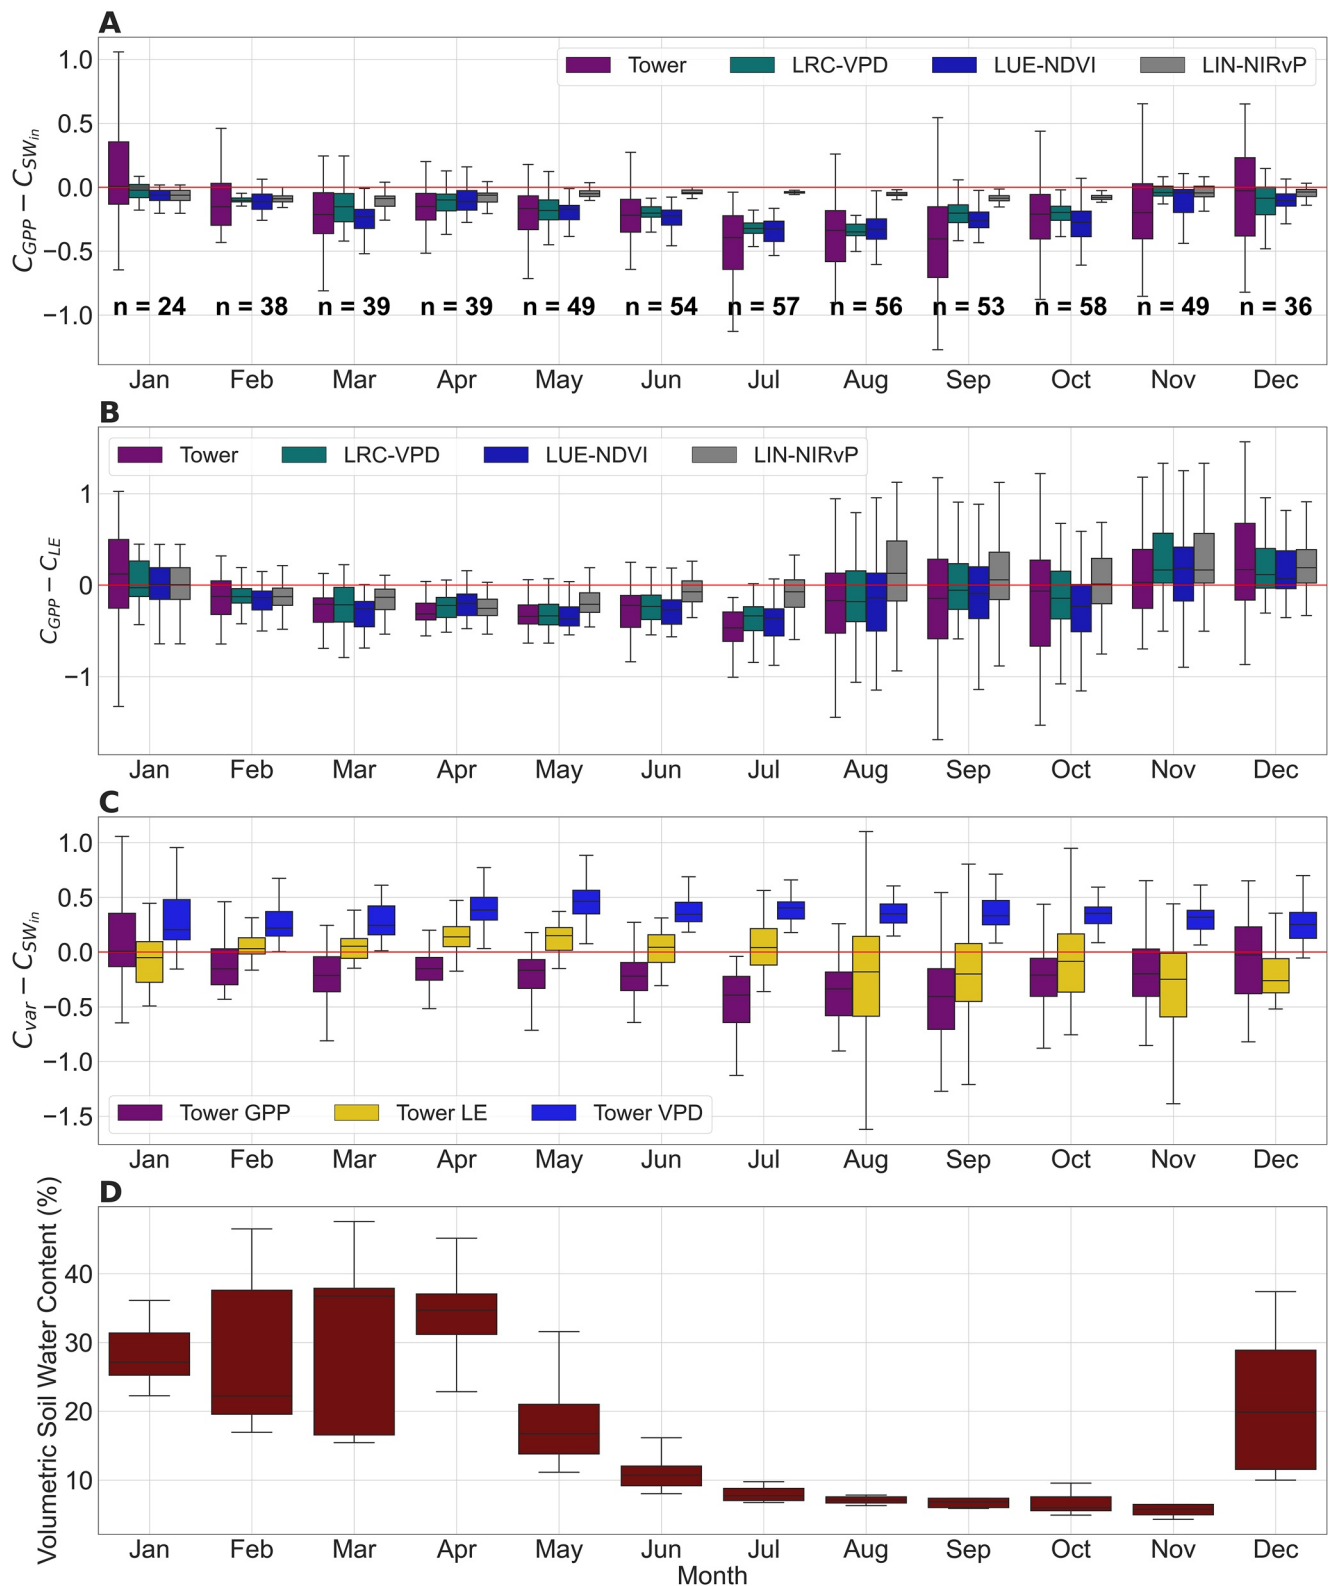 A
1.0
0.5
0.0
−0.5
−1.0
C_GPP − C_SW_in
Tower LRC-VPD LUE-NDVI LIN-NIRvP
n = 24 n = 38 n = 39 n = 39 n = 49 n = 54 n = 57 n = 56 n = 53 n = 58 n = 49 n = 36
Jan Feb Mar Apr May Jun Jul Aug Sep Oct Nov Dec
B
Tower LRC-VPD LUE-NDVI LIN-NIRvP
1
0
−1
C_GPP − C_LE
Jan Feb Mar Apr May Jun Jul Aug Sep Oct Nov Dec
C
1.0
0.5
0.0
−0.5
−1.0
−1.5
C_var − C_SW_in
Tower GPP Tower LE Tower VPD
Jan Feb Mar Apr May Jun Jul Aug Sep Oct Nov Dec
D
40
30
20
10
Volumetric Soil Water Content (%)
Jan Feb Mar Apr May Jun Jul Aug Sep Oct Nov Dec
Month